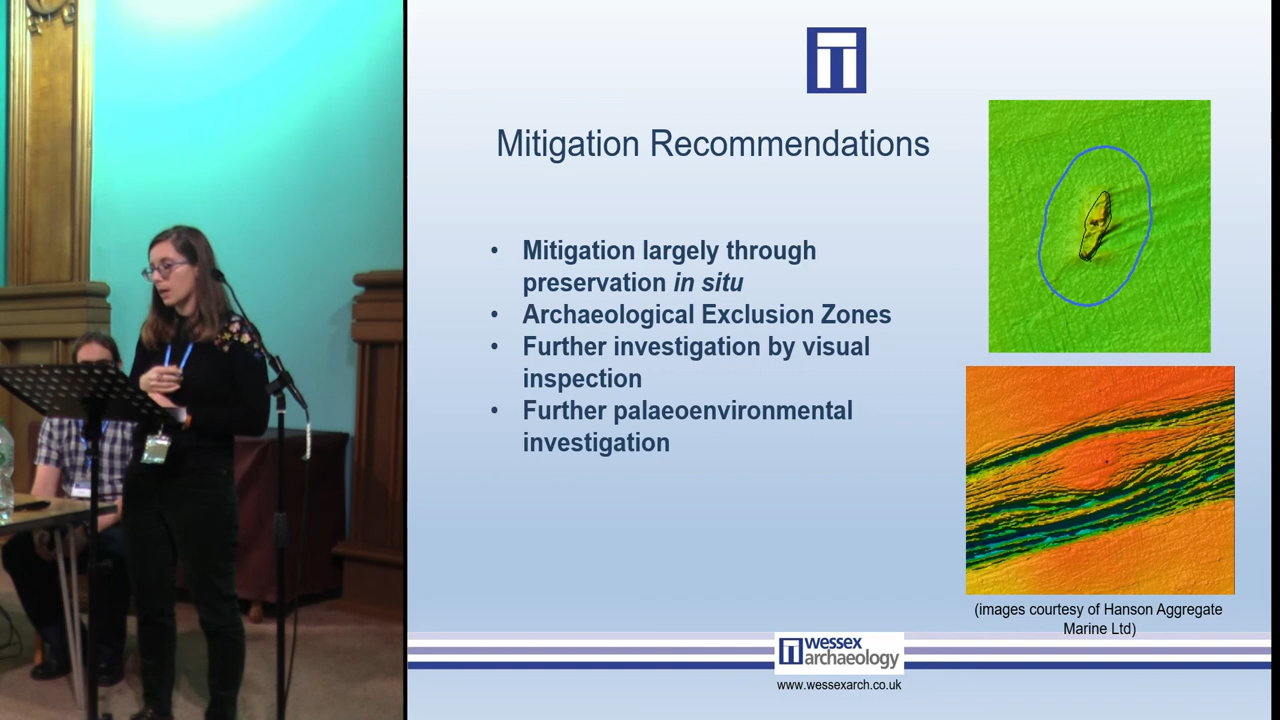 Mitigation Recommendations
• Mitigation largely through
preservation in situ
• Archaeological Exclusion Zones
• Further investigation by visual
inspection
• Further palaeoenvironmental
investigation
(images courtesy of Hanson Aggregate
Marine Ltd)
wessex
archaeology
www.wessexarch.co.uk